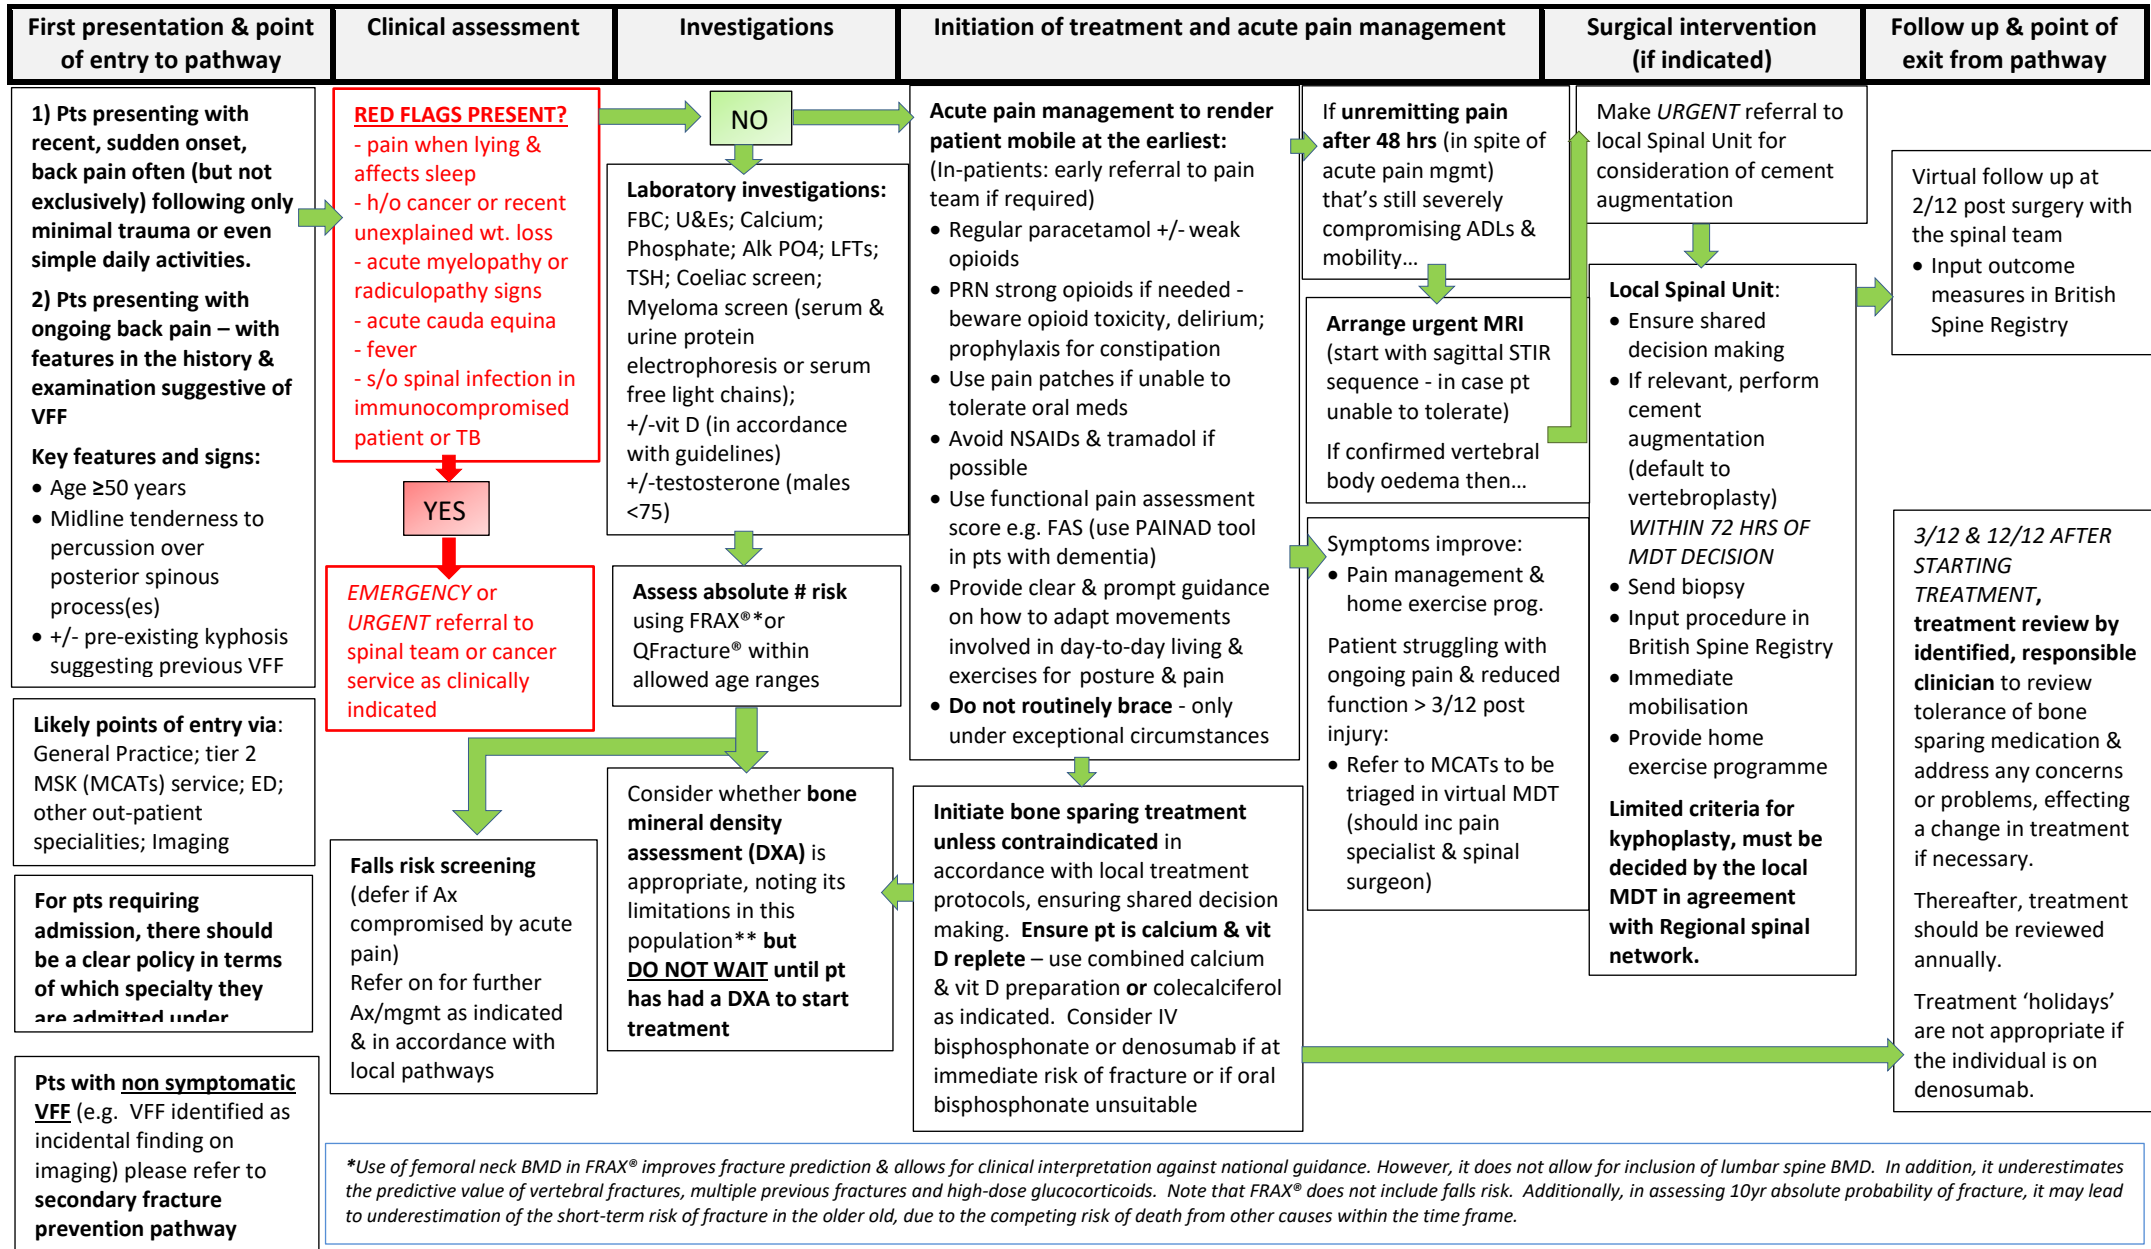 First presentation & point
of entry to pathway
Clinical assessment
Investigations
Initiation of treatment and acute pain management
Surgical intervention
(if indicated)
Follow up & point of
exit from pathway
1) Pts presenting with
recent, sudden onset,
back pain often (but not
exclusively) following only
minimal trauma or even
simple daily activities.
2) Pts presenting with
ongoing back pain – with
features in the history &
examination suggestive of
VFF
Key features and signs:
• Age ≥50 years
• Midline tenderness to
percussion over
posterior spinous
process(es)
• +/- pre-existing kyphosis
suggesting previous VFF
Likely points of entry via:
General Practice; tier 2
MSK (MCATs) service; ED;
other out-patient
specialities; Imaging
For pts requiring
admission, there should
be a clear policy in terms
of which specialty they
are admitted under
Pts with non symptomatic
VFF (e.g. VFF identified as
incidental finding on
imaging) please refer to
secondary fracture
prevention pathway
RED FLAGS PRESENT?
- pain when lying &
affects sleep
- h/o cancer or recent
unexplained wt. loss
- acute myelopathy or
radiculopathy signs
- acute cauda equina
- fever
- s/o spinal infection in
immunocompromised
patient or TB
YES
EMERGENCY or
URGENT referral to
spinal team or cancer
service as clinically
indicated
Falls risk screening
(defer if Ax
compromised by acute
pain)
Refer on for further
Ax/mgmt as indicated
& in accordance with
local pathways
NO
Laboratory investigations:
FBC; U&Es; Calcium;
Phosphate; Alk PO4; LFTs;
TSH; Coeliac screen;
Myeloma screen (serum &
urine protein
electrophoresis or serum
free light chains);
+/-vit D (in accordance
with guidelines)
+/-testosterone (males
<75)
Assess absolute # risk
using FRAX®*or
QFracture® within
allowed age ranges
Consider whether bone
mineral density
assessment (DXA) is
appropriate, noting its
limitations in this
population** but
DO NOT WAIT until pt
has had a DXA to start
treatment
Acute pain management to render
patient mobile at the earliest:
(In-patients: early referral to pain
team if required)
• Regular paracetamol +/- weak
opioids
• PRN strong opioids if needed -
beware opioid toxicity, delirium;
prophylaxis for constipation
• Use pain patches if unable to
tolerate oral meds
• Avoid NSAIDs & tramadol if
possible
• Use functional pain assessment
score e.g. FAS (use PAINAD tool
in pts with dementia)
• Provide clear & prompt guidance
on how to adapt movements
involved in day-to-day living &
exercises for posture & pain
• Do not routinely brace - only
under exceptional circumstances
Initiate bone sparing treatment
unless contraindicated in
accordance with local treatment
protocols, ensuring shared decision
making. Ensure pt is calcium & vit
D replete – use combined calcium
& vit D preparation or colecalciferol
as indicated. Consider IV
bisphosphonate or denosumab if at
immediate risk of fracture or if oral
bisphosphonate unsuitable
If unremitting pain
after 48 hrs (in spite of
acute pain mgmt)
that's still severely
compromising ADLs &
mobility...
Arrange urgent MRI
(start with sagittal STIR
sequence - in case pt
unable to tolerate)
If confirmed vertebral
body oedema then...
Symptoms improve:
• Pain management &
home exercise prog.
Patient struggling with
ongoing pain & reduced
function > 3/12 post
injury:
• Refer to MCATs to be
triaged in virtual MDT
(should inc pain
specialist & spinal
surgeon)
Make URGENT referral to
local Spinal Unit for
consideration of cement
augmentation
Local Spinal Unit:
• Ensure shared
decision making
• If relevant, perform
cement
augmentation
(default to
vertebroplasty)
WITHIN 72 HRS OF
MDT DECISION
• Send biopsy
• Input procedure in
British Spine Registry
• Immediate
mobilisation
• Provide home
exercise programme
Limited criteria for
kyphoplasty, must be
decided by the local
MDT in agreement
with Regional spinal
network.
Virtual follow up at
2/12 post surgery with
the spinal team
• Input outcome
measures in British
Spine Registry
3/12 & 12/12 AFTER
STARTING
TREATMENT,
treatment review by
identified, responsible
clinician to review
tolerance of bone
sparing medication &
address any concerns
or problems, effecting
a change in treatment
if necessary.
Thereafter, treatment
should be reviewed
annually.
Treatment 'holidays'
are not appropriate if
the individual is on
denosumab.
*Use of femoral neck BMD in FRAX® improves fracture prediction & allows for clinical interpretation against national guidance. However, it does not allow for inclusion of lumbar spine BMD. In addition, it underestimates
the predictive value of vertebral fractures, multiple previous fractures and high-dose glucocorticoids. Note that FRAX® does not include falls risk. Additionally, in assessing 10yr absolute probability of fracture, it may lead
to underestimation of the short-term risk of fracture in the older old, due to the competing risk of death from other causes within the time frame.